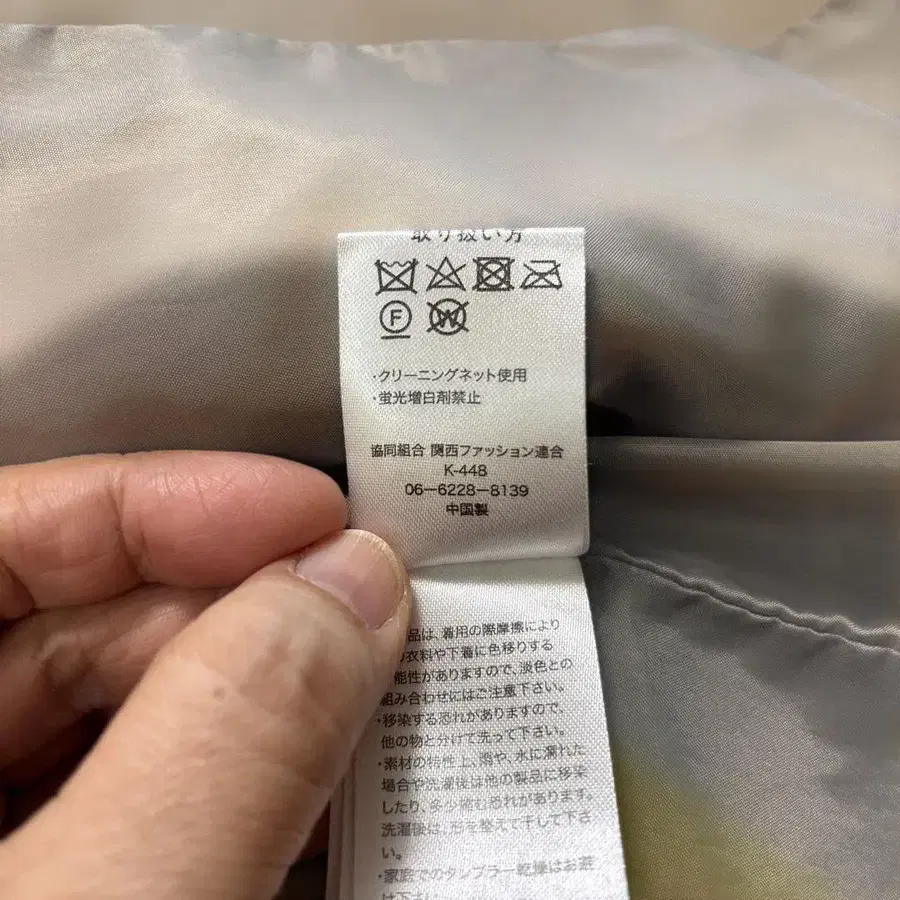 取り扱い方
F
W
・クリーニングネット使用
・蛍光増白剤禁止
協同組合 関西ファッション連合
K-448
06-6228-8139
中国製
品は、着用の際摩擦により
衣料や下着に色移りする
能性がありますので、淡色との
組み合わせにはご注意下さい。
・移染する恐れがありますので、
他の物と分けて洗って下さい。
・素材の特性上、雨や、水に濡れた
場合や洗濯後は他の製品に移染
したり、多少縮む恐れがあります。
洗濯後は、形を整えて干して下さ
い。
・家庭でのタンブラー乾燥はお避
け下さい。